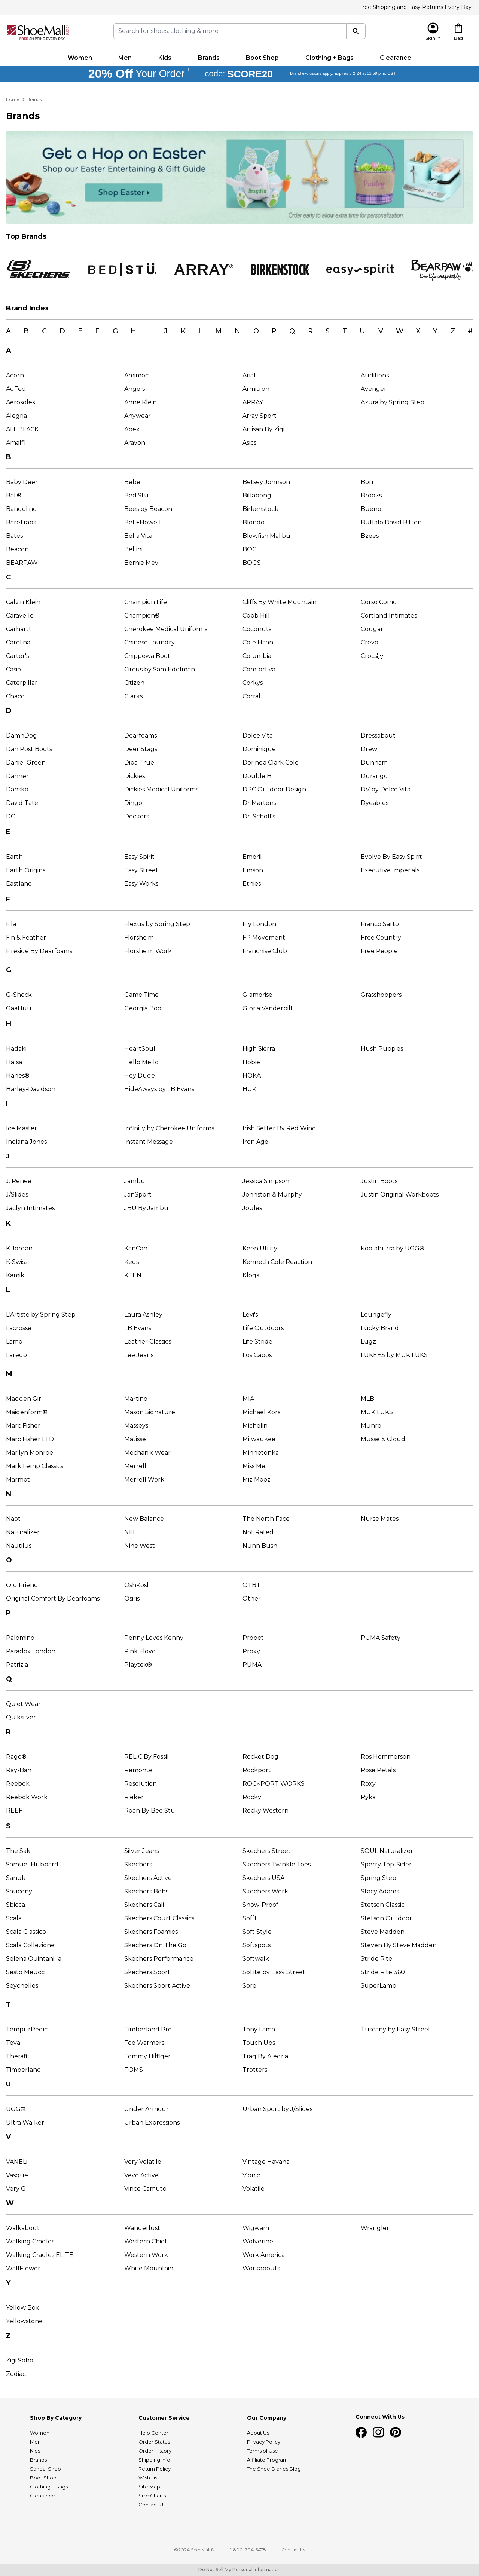 Free Shipping and Easy Returns Every Day
ShoeMall
FREE SHIPPING EVERY DAY
Search for shoes, clothing & more
Sign In
Bag
Women Men Kids Brands Boot Shop Clothing + Bags Clearance
20% Off Your Order † code: SCORE20 †Brand exclusions apply. Expires 8-2-24 at 11:59 p.m. CST.
Home > Brands
Brands
Get a Hop on Easter
Shop our Easter Entertaining & Gift Shop
Shop Easter
Order early to allow extra time for personalization.
Top Brands
SKECHERS BED|STÜ. ARRAY® BIRKENSTOCK easy spirit BEARPAW.
live life comfortably
Brand Index
A B C D E F G H I J K L M N O P Q R S T U V W X Y Z #
A
Acorn Amimoc Ariat Auditions
AdTec Angels Armitron Avenger
Aerosoles Anne Klein ARRAY Azura by Spring Step
Alegria Anywear Array Sport
ALL BLACK Apex Artisan By Zigi
Amalfi Aravon Asics
B
Baby Deer Bebe Betsey Johnson Born
Bali® Bed:Stu Billabong Brooks
Bandolino Bees by Beacon Birkenstock Bueno
BareTraps Bell+Howell Blondo Buffalo David Bitton
Bates Bella Vita Blowfish Malibu Bzees
Beacon Bellini BOC
BEARPAW Bernie Mev BOGS
C
Calvin Klein Champion Life Cliffs By White Mountain Corso Como
Caravelle Champion® Cobb Hill Cortland Intimates
Carhartt Cherokee Medical Uniforms Coconuts Cougar
Carolina Chinese Laundry Cole Haan Crevo
Carter's Chippewa Boot Columbia Crocs
Casio Circus by Sam Edelman Comfortiva
Caterpillar Citizen Corkys
Chaco Clarks Corral
D
DamnDog Dearfoams Dolce Vita Dressabout
Dan Post Boots Deer Stags Dominique Drew
Daniel Green Diba True Dorinda Clark Cole Dunham
Danner Dickies Double H Durango
Dansko Dickies Medical Uniforms DPC Outdoor Design DV by Dolce Vita
David Tate Dingo Dr Martens Dyeables
DC Dockers Dr. Scholl's
E
Earth Easy Spirit Emeril Evolve By Easy Spirit
Earth Origins Easy Street Emson Executive Imperials
Eastland Easy Works Etnies
F
Fila Flexus by Spring Step Fly London Franco Sarto
Fin & Feather Florsheim FP Movement Free Country
Fireside By Dearfoams Florsheim Work Franchise Club Free People
G
G-Shock Game Time Glamorise Grasshoppers
GaaHuu Georgia Boot Gloria Vanderbilt
H
Hadaki HeartSoul High Sierra Hush Puppies
Halsa Hello Mello Hobie
Hanes® Hey Dude HOKA
Harley-Davidson HideAways by LB Evans HUK
I
Ice Master Infinity by Cherokee Uniforms Irish Setter By Red Wing
Indiana Jones Instant Message Iron Age
J
J. Renee Jambu Jessica Simpson Justin Boots
J/Slides JanSport Johnston & Murphy Justin Original Workboots
Jaclyn Intimates JBU By Jambu Joules
K
K Jordan KanCan Keen Utility Koolaburra by UGG®
K-Swiss Keds Kenneth Cole Reaction
Kamik KEEN Klogs
L
L'Artiste by Spring Step Laura Ashley Levi's Loungefly
Lacrosse LB Evans Life Outdoors Lucky Brand
Lamo Leather Classics Life Stride Lugz
Laredo Lee Jeans Los Cabos LUKEES by MUK LUKS
M
Madden Girl Martino MIA MLB
Maidenform® Mason Signature Michael Kors MUK LUKS
Marc Fisher Masseys Michelin Munro
Marc Fisher LTD Matisse Milwaukee Musse & Cloud
Marilyn Monroe Mechanix Wear Minnetonka
Mark Lemp Classics Merrell Miss Me
Marmot Merrell Work Miz Mooz
N
Naot New Balance The North Face Nurse Mates
Naturalizer NFL Not Rated
Nautilus Nine West Nunn Bush
O
Old Friend OshKosh OTBT
Original Comfort By Dearfoams Osiris Other
P
Palomino Penny Loves Kenny Propet PUMA Safety
Paradox London Pink Floyd Proxy
Patrizia Playtex® PUMA
Q
Quiet Wear
Quiksilver
R
Rago® RELIC By Fossil Rocket Dog Ros Hommerson
Ray-Ban Remonte Rockport Rose Petals
Reebok Resolution ROCKPORT WORKS Roxy
Reebok Work Rieker Rocky Ryka
REEF Roan By Bed:Stu Rocky Western
S
The Sak Silver Jeans Skechers Street SOUL Naturalizer
Samuel Hubbard Skechers Skechers Twinkle Toes Sperry Top-Sider
Sanuk Skechers Active Skechers USA Spring Step
Saucony Skechers Bobs Skechers Work Stacy Adams
Sbicca Skechers Cali Snow-Proof Stetson Classic
Scala Skechers Court Classics Sofft Stetson Outdoor
Scala Classico Skechers Foamies Soft Style Steve Madden
Scala Collezione Skechers On The Go Softspots Steven By Steve Madden
Selena Quintanilla Skechers Performance Softwalk Stride Rite
Sesto Meucci Skechers Sport SoLite by Easy Street Stride Rite 360
Seychelles Skechers Sport Active Sorel SuperLamb
T
TempurPedic Timberland Pro Tony Lama Tuscany by Easy Street
Teva Toe Warmers Touch Ups
Therafit Tommy Hilfiger Traq By Alegria
Timberland TOMS Trotters
U
UGG® Under Armour Urban Sport by J/Slides
Ultra Walker Urban Expressions
V
VANELi Very Volatile Vintage Havana
Vasque Vevo Active Vionic
Very G Vince Camuto Volatile
W
Walkabout Wanderlust Wigwam Wrangler
Walking Cradles Western Chief Wolverine
Walking Cradles ELITE Western Work Work America
WallFlower White Mountain Workabouts
Y
Yellow Box
Yellowstone
Z
Zigi Soho
Zodiac
Shop By Category
Women
Men
Kids
Brands
Sandal Shop
Boot Shop
Clothing + Bags
Clearance
Customer Service
Help Center
Order Status
Order History
Shipping Info
Return Policy
Wish List
Site Map
Size Charts
Contact Us
Our Company
About Us
Privacy Policy
Terms of Use
Affiliate Program
The Shoe Diaries Blog
Connect With Us
©2024 ShoeMall® | 1-800-704-5478 | Contact Us
Do Not Sell My Personal Information